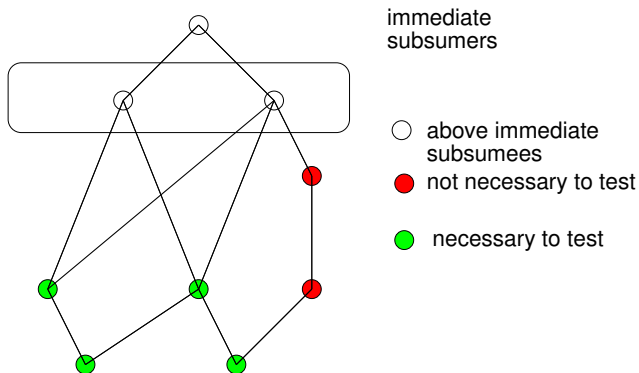 immediate
subsumers
above immediate
subsumees
not necessary to test
necessary to test